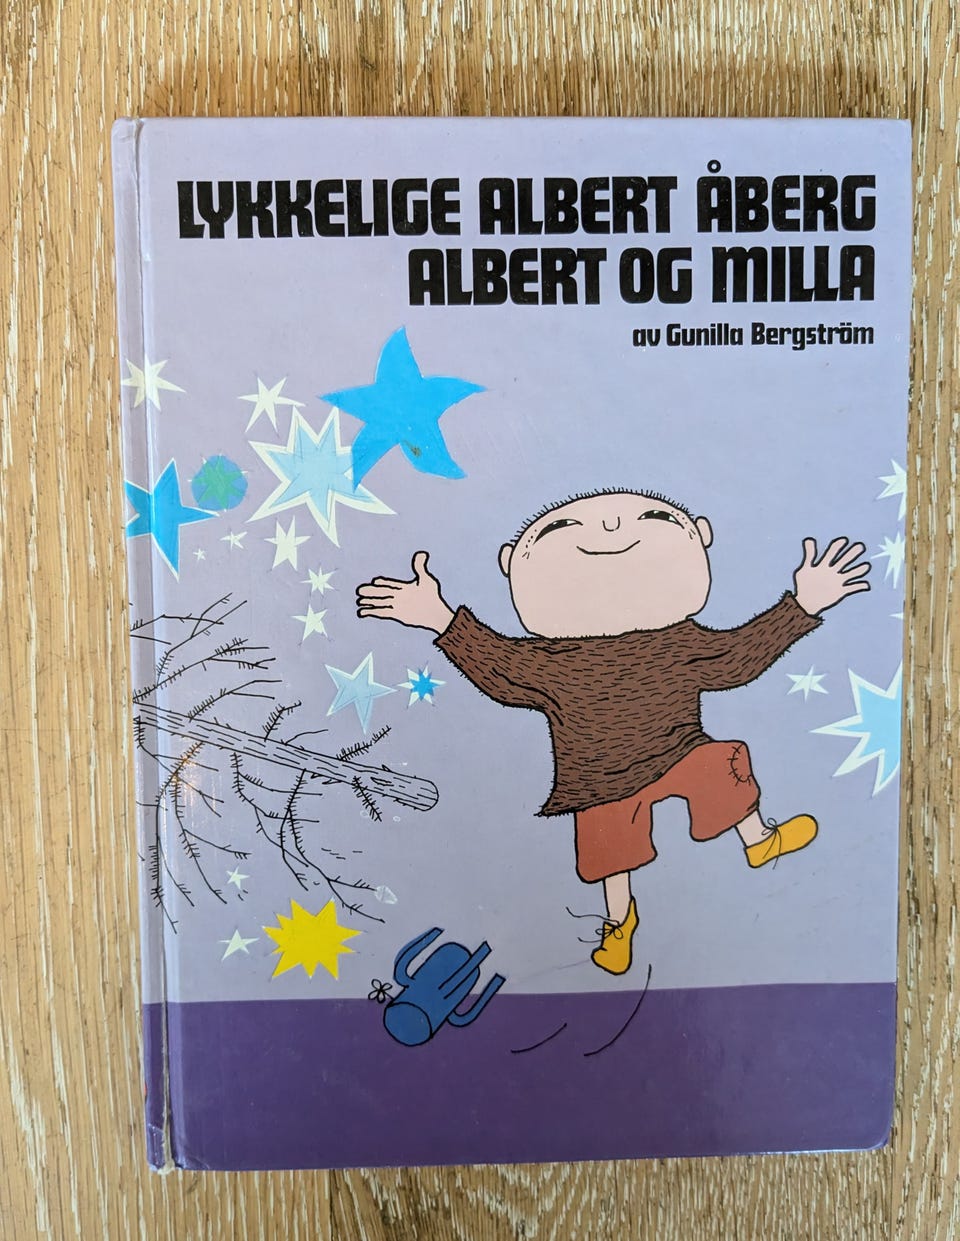 LYKKELIGE ALBERT ÅBERG
ALBERT OG MILLA
av Gunilla Bergström